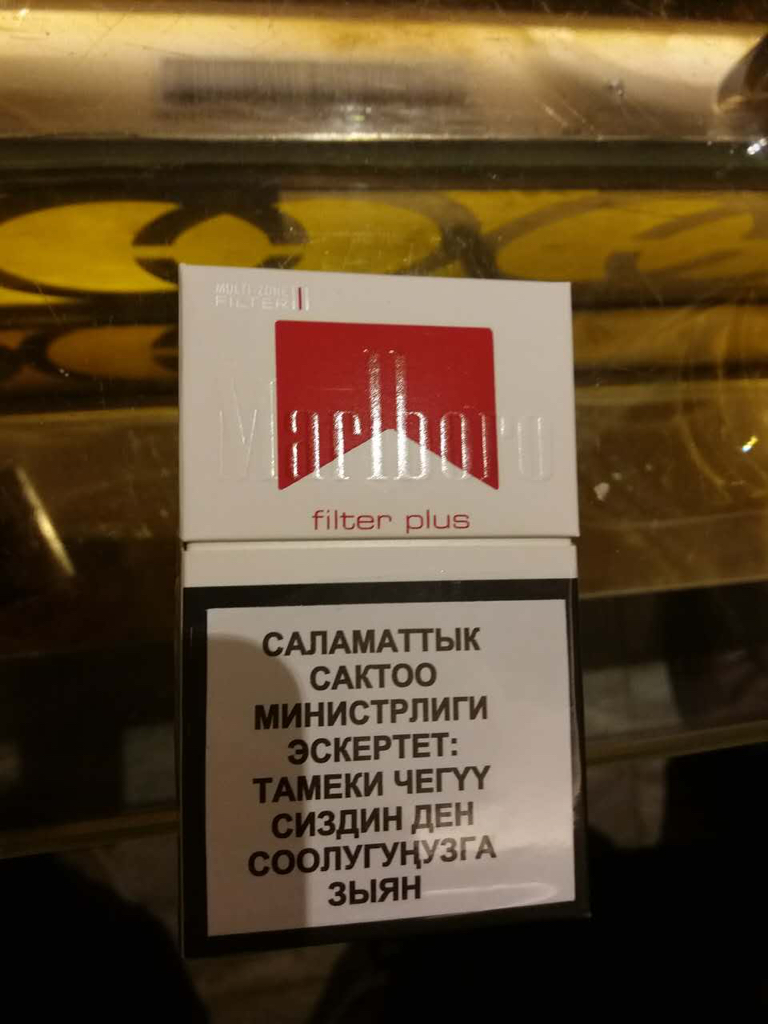 MULTI-ZONE
FILTER
Marlboro
filter plus
САЛАМАТТЫК
САКТОО
МИНИСТРЛИГИ
ЭСКЕРТЕТ:
ТАМЕКИ ЧЕГҮҮ
СИЗДИН ДЕН
СООЛУГУҢУЗГА
ЗЫЯН